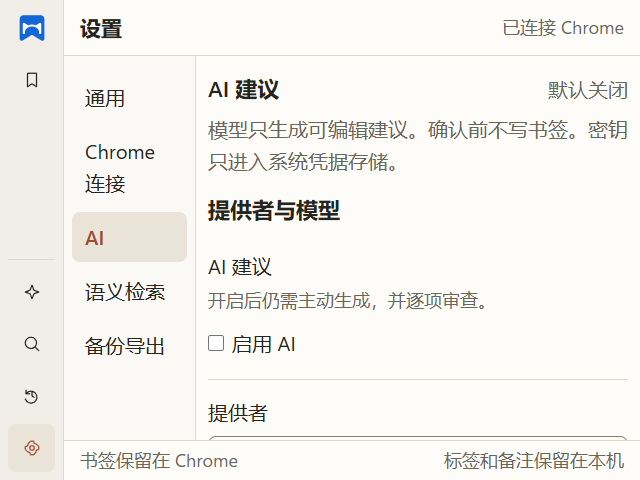 设置
已连接 Chrome
通用
Chrome
连接
AI
语义检索
备份导出
AI 建议
默认关闭
模型只生成可编辑建议。确认前不写书签。密钥
只进入系统凭据存储。
提供者与模型
AI 建议
开启后仍需主动生成，并逐项审查。
启用 AI
提供者
书签保留在 Chrome
标签和备注保留在本机